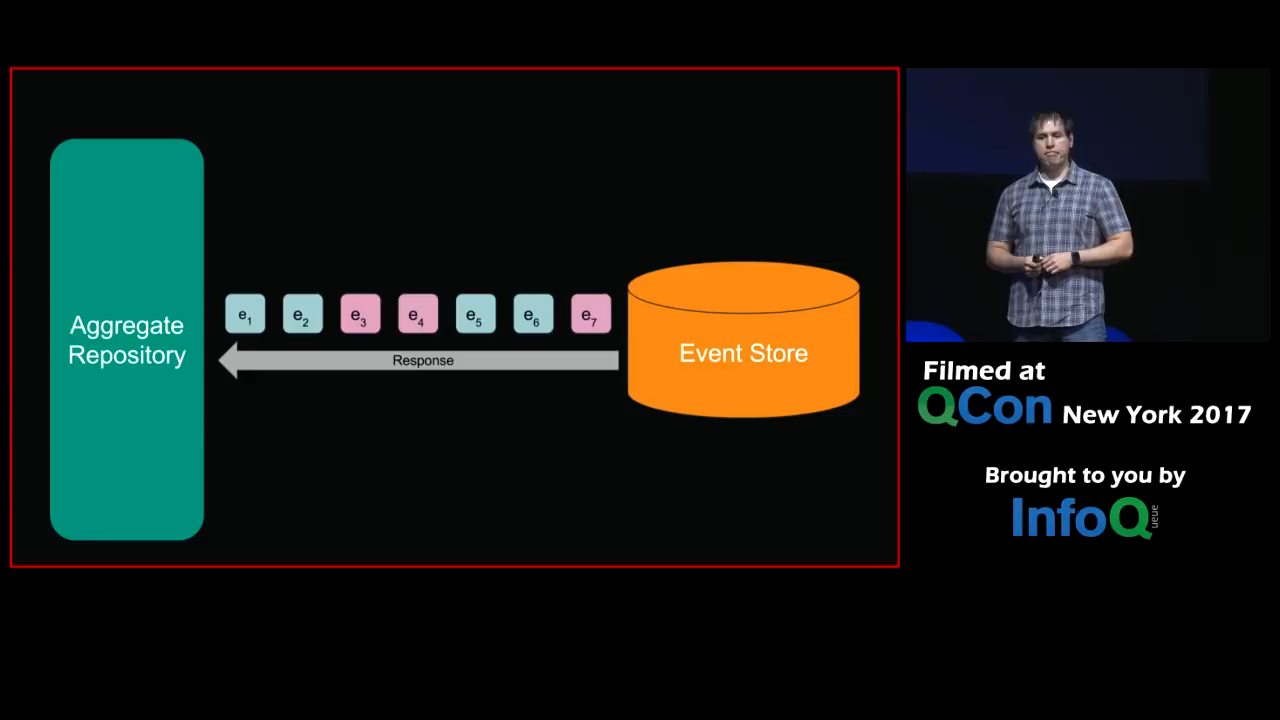 Aggregate
Repository
e1 e2 e3 e4 e5 e6 e7
Response
Event Store
Filmed at
QCon New York 2017
Brought to you by
InfoQueue